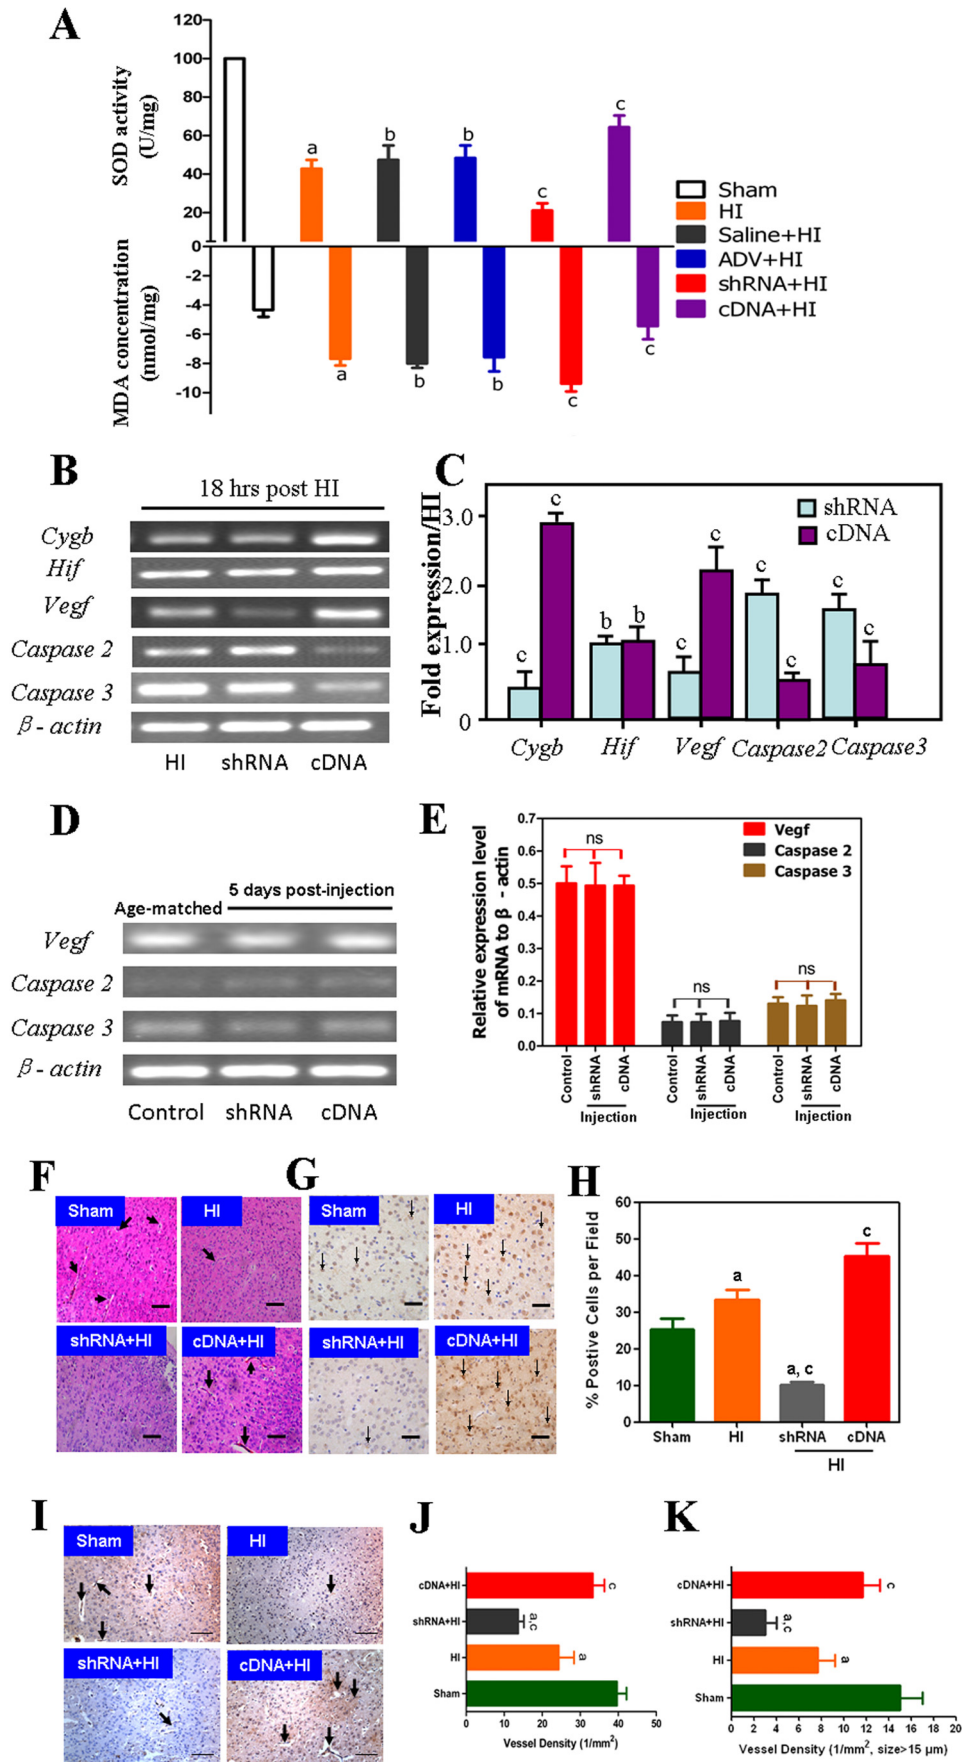 A
SOD activity
(U/mg)
120
100
80
60
40
20
a
b
b
c
c
MDA concentration
(nmol/mg)
0
-2
-4
-6
-8
-10
a
b
b
c
c
Sham
HI
Saline+HI
ADV+HI
shRNA+HI
cDNA+HI
B
18 hrs post HI
Cygb
Hif
Vegf
Caspase 2
Caspase 3
β - actin
HI shRNA cDNA
C
Fold expression/HI
3.0
2.0
1.0
0
shRNA
cDNA
c c b b c c c c c c
Cygb Hif Vegf Caspase2 Caspase3
D
Age-matched 5 days post-injection
Vegf
Caspase 2
Caspase 3
β - actin
Control shRNA cDNA
E
Relative expression level
of mRNA to β - actin
0.7
0.6
0.5
0.4
0.3
0.2
0.1
0.0
ns ns ns
Vegf
Caspase 2
Caspase 3
Control shRNA cDNA Control shRNA cDNA Control shRNA cDNA
Injection Injection Injection
F
Sham HI
shRNA+HI cDNA+HI
G
Sham HI
shRNA+HI cDNA+HI
H
% Postive Cells per Field
60
50
40
30
20
10
0
a
a, c
c
Sham HI shRNA cDNA
HI
I
Sham HI
shRNA+HI cDNA+HI
J
cDNA+HI c
shRNA+HI a,c
HI a
Sham
0 10 20 30 40 50
Vessel Density (1/mm²)
K
cDNA+HI c
shRNA+HI a,c
HI a
Sham
0 2 4 6 8 10 12 14 16 18 20
Vessel Density (1/mm², size>15 μm)